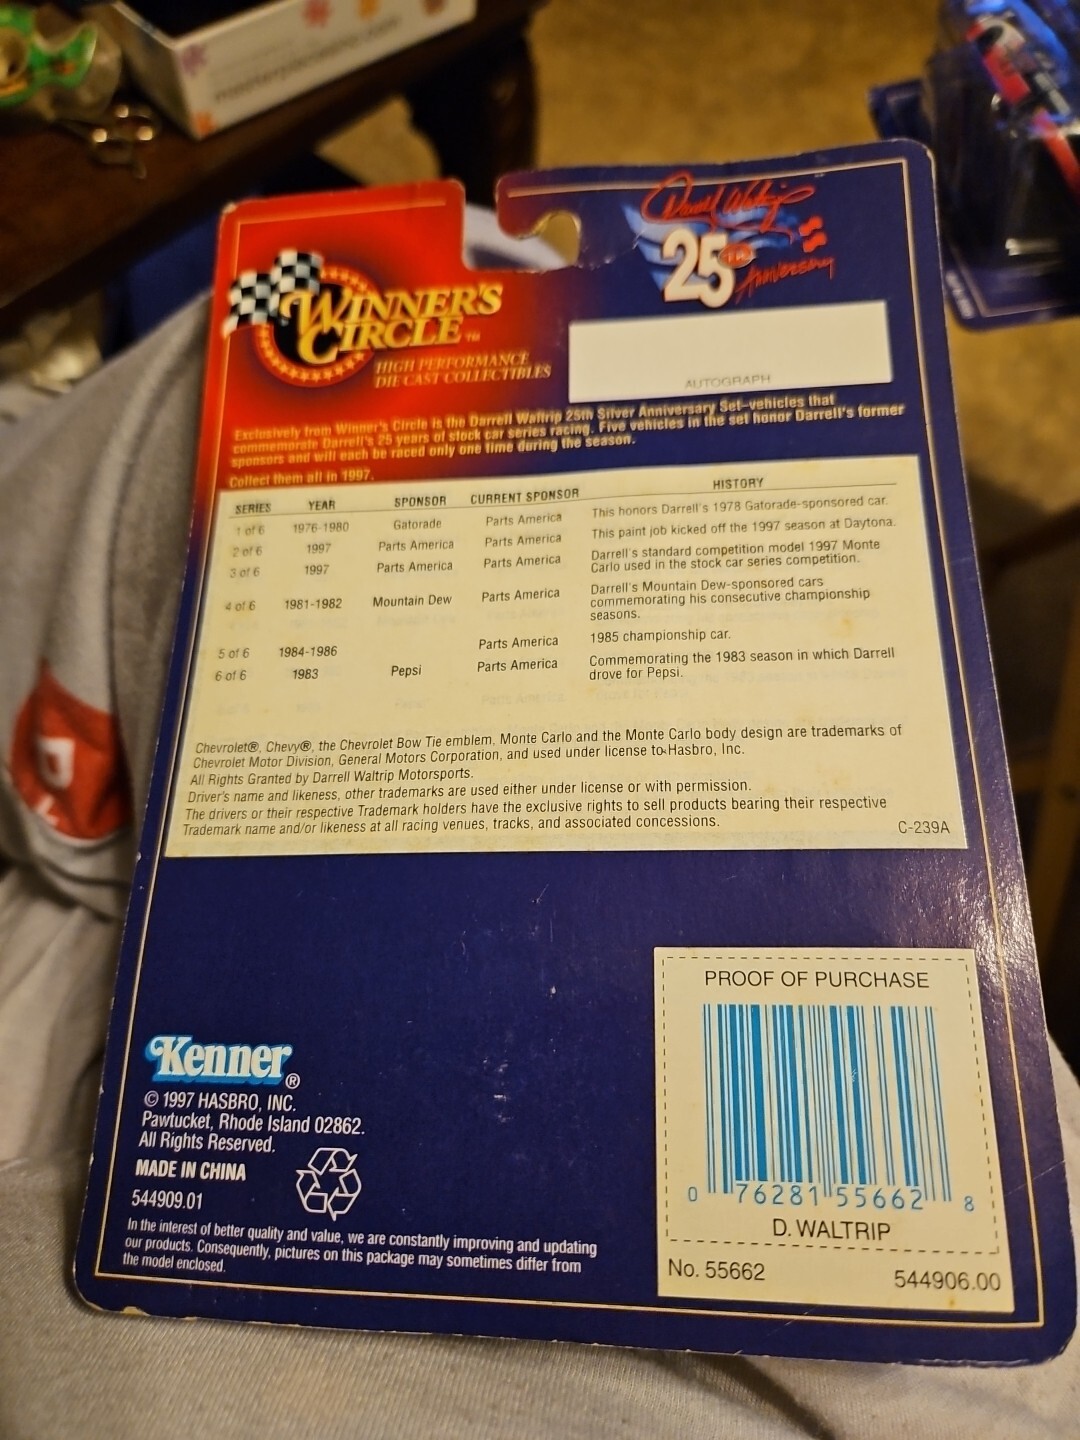 Darrell Waltrip
25TH
Anniversary
WINNER'S
CIRCLE TM
HIGH PERFORMANCE
DIE CAST COLLECTIBLES
AUTOGRAPH
Exclusively from Winner's Circle is the Darrell Waltrip 25th Silver Anniversary Set–vehicles that
commemorate Darrell's 25 years of stock car series racing. Five vehicles in the set honor Darrell's former
sponsors and will each be raced only one time during the season.
Collect them all in 1997.
SERIES YEAR SPONSOR CURRENT SPONSOR HISTORY
1 of 6 1976-1980 Gatorade Parts America This honors Darrell's 1978 Gatorade-sponsored car.
2 of 6 1997 Parts America Parts America This paint job kicked off the 1997 season at Daytona.
3 of 6 1997 Parts America Parts America Darrell's standard competition model 1997 Monte
Carlo used in the stock car series competition.
4 of 6 1981-1982 Mountain Dew Parts America Darrell's Mountain Dew-sponsored cars
commemorating his consecutive championship
seasons.
5 of 6 1984-1986 Parts America 1985 championship car.
6 of 6 1983 Pepsi Parts America Commemorating the 1983 season in which Darrell
drove for Pepsi.
Chevrolet®, Chevy®, the Chevrolet Bow Tie emblem, Monte Carlo and the Monte Carlo body design are trademarks of
Chevrolet Motor Division, General Motors Corporation, and used under license to Hasbro, Inc.
All Rights Granted by Darrell Waltrip Motorsports.
Driver's name and likeness, other trademarks are used either under license or with permission.
The drivers or their respective Trademark holders have the exclusive rights to sell products bearing their respective
Trademark name and/or likeness at all racing venues, tracks, and associated concessions.
C-239A
Kenner®
© 1997 HASBRO, INC.
Pawtucket, Rhode Island 02862.
All Rights Reserved.
MADE IN CHINA
544909.01
In the interest of better quality and value, we are constantly improving and updating
our products. Consequently, pictures on this package may sometimes differ from
the model enclosed.
PROOF OF PURCHASE
0 76281 55662 8
D. WALTRIP
No. 55662 544906.00